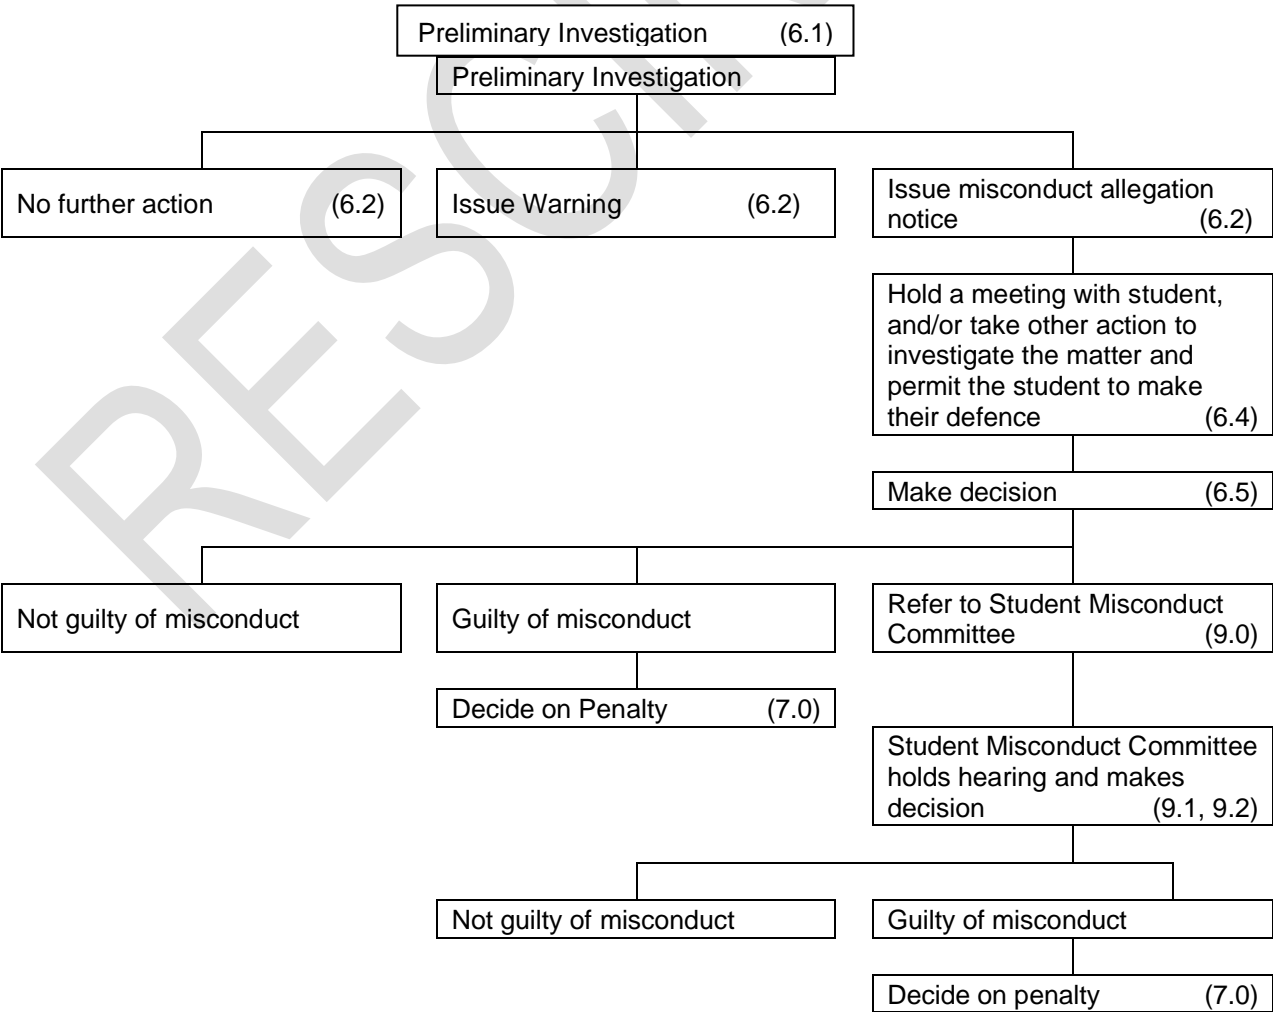 Preliminary Investigation (6.1)
Preliminary Investigation
No further action (6.2)
Issue Warning (6.2)
Issue misconduct allegation
notice (6.2)
Hold a meeting with student,
and/or take other action to
investigate the matter and
permit the student to make
their defence (6.4)
Make decision (6.5)
Not guilty of misconduct
Guilty of misconduct
Refer to Student Misconduct
Committee (9.0)
Decide on Penalty (7.0)
Student Misconduct Committee
holds hearing and makes
decision (9.1, 9.2)
Not guilty of misconduct
Guilty of misconduct
Decide on penalty (7.0)
RESCIN